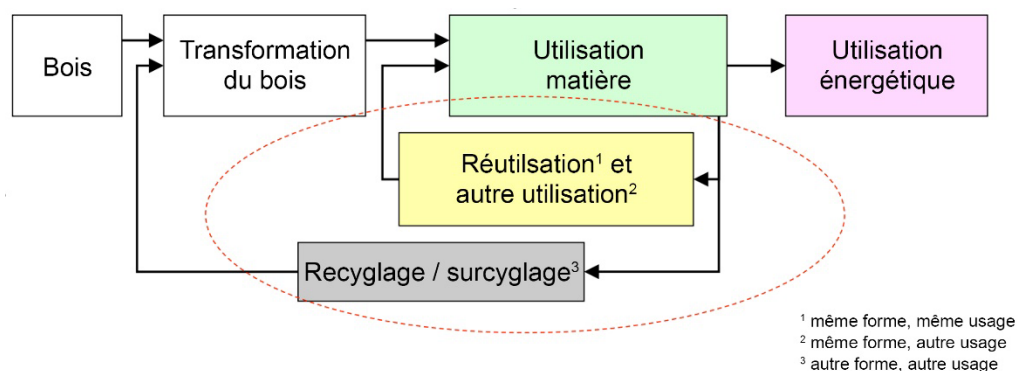 Bois
Transformation
du bois
Utilisation
matière
Utilisation
énergétique
Réutilsation¹ et
autre utilisation²
Recyglage / surcyglage³
¹ même forme, même usage
² même forme, autre usage
³ autre forme, autre usage